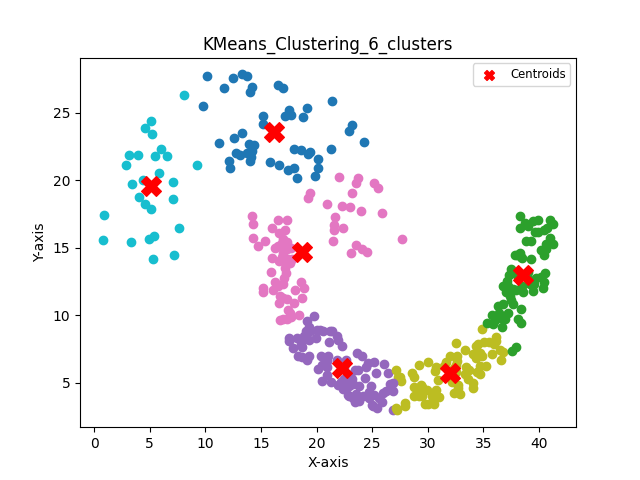 KMeans_Clustering_6_clusters
Centroids
25
20
15
10
5
Y-axis
0 5 10 15 20 25 30 35 40
X-axis